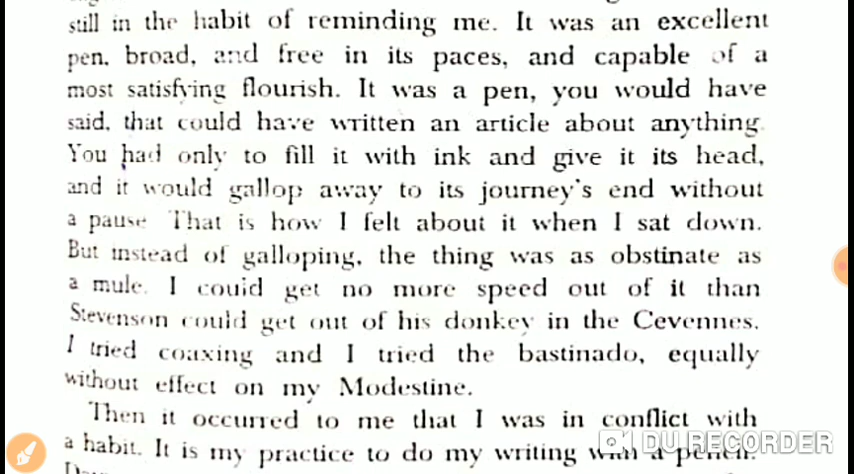 still in the habit of reminding me. It was an excellent
pen, broad, and free in its paces, and capable of a
most satisfying flourish. It was a pen, you would have
said, that could have written an article about anything
You had only to fill it with ink and give it its head,
and it would gallop away to its journey's end without
a pause That is how I felt about it when I sat down.
But instead of galloping, the thing was as obstinate as
a mule. I could get no more speed out of it than
Stevenson could get out of his donkey in the Cevennes.
I tried coaxing and I tried the bastinado, equally
without effect on my Modestine.
Then it occurred to me that I was in conflict with
a habit. It is my practice to do my writing with a pencil.
DU RECORDER